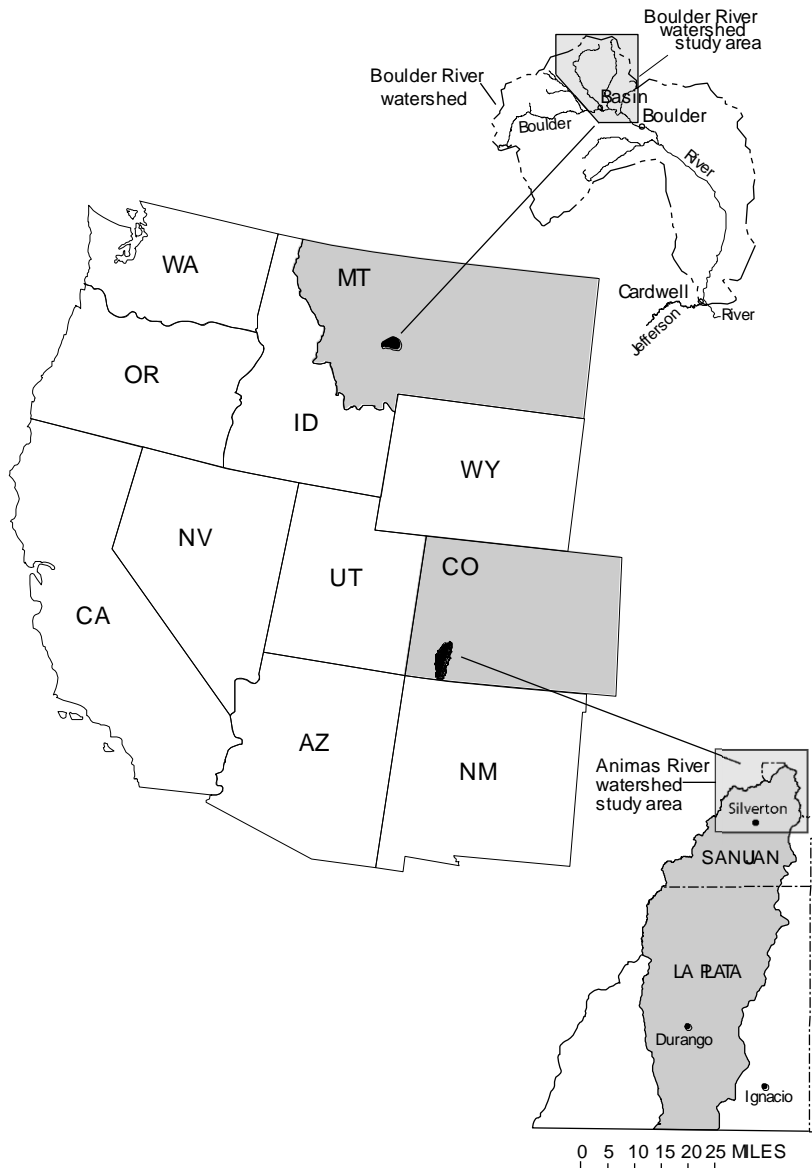 Boulder River
watershed
study area
Boulder River
watershed
Basin
Boulder
Boulder
River
Cardwell
Jefferson
River
WA
MT
OR
ID
WY
NV
UT
CO
CA
AZ
NM
Animas River
watershed
study area
Silverton
SANJUAN
LA PLATA
Durango
Ignacio
0 5 10 15 20 25 MILES